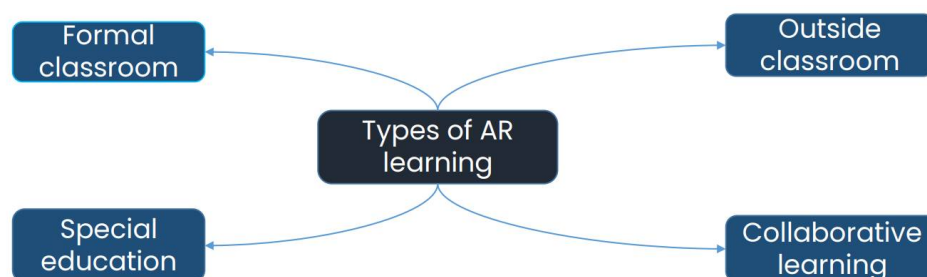 Formal
classroom
Outside
classroom
Types of AR
learning
Special
education
Collaborative
learning